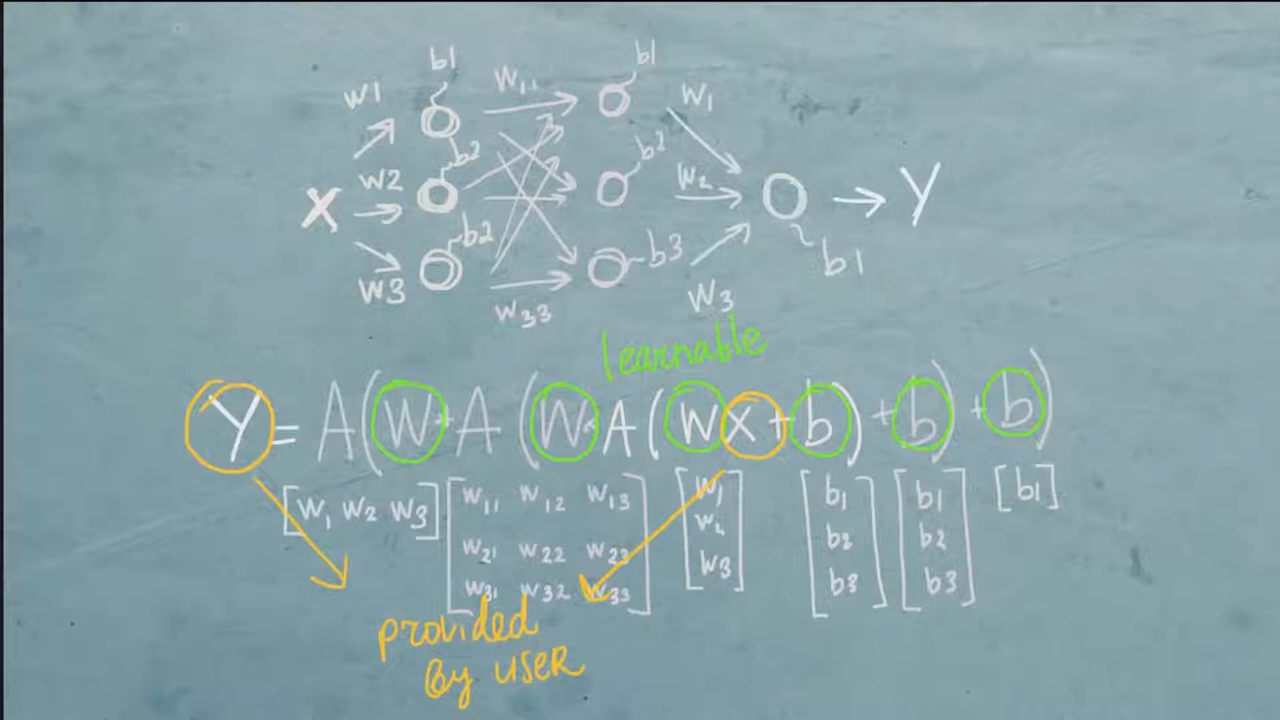 b1 b1
W1 W11 W1
b2 b2
W2 W2
X Y
b2 b3
b1
W3 W33 W3
learnable
Y = A(W*A(W*A(Wx+b)+b)+b)
[W1 W2 W3] [W11 W12 W13 [W1 [b1 [b1 [b1]
W21 W22 W23 W2 b2 b2
W31 W32 W33] W3] b3] b3]
provided
by user